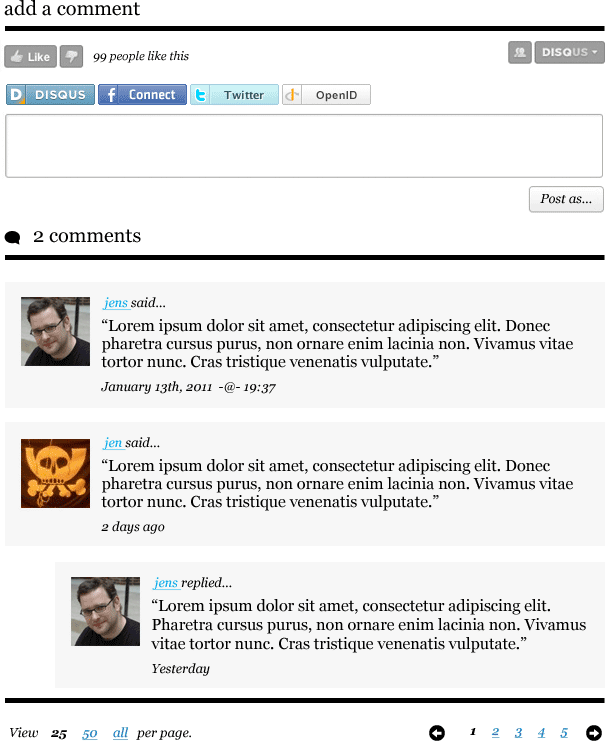 add a comment
Like 99 people like this DISQUS
D DISQUS f Connect t Twitter OpenID
Post as...
2 comments
jens said...
“Lorem ipsum dolor sit amet, consectetur adipiscing elit. Donec
pharetra cursus purus, non ornare enim lacinia non. Vivamus vitae
tortor nunc. Cras tristique venenatis vulputate.”
January 13th, 2011 -@- 19:37
jen said...
“Lorem ipsum dolor sit amet, consectetur adipiscing elit. Donec
pharetra cursus purus, non ornare enim lacinia non. Vivamus vitae
tortor nunc. Cras tristique venenatis vulputate.”
2 days ago
jens replied...
“Lorem ipsum dolor sit amet, consectetur adipiscing elit.
Pharetra cursus purus, non ornare enim lacinia non. Vivamus
vitae tortor nunc. Cras tristique venenatis vulputate.”
Yesterday
View 25 50 all per page. 1 2 3 4 5